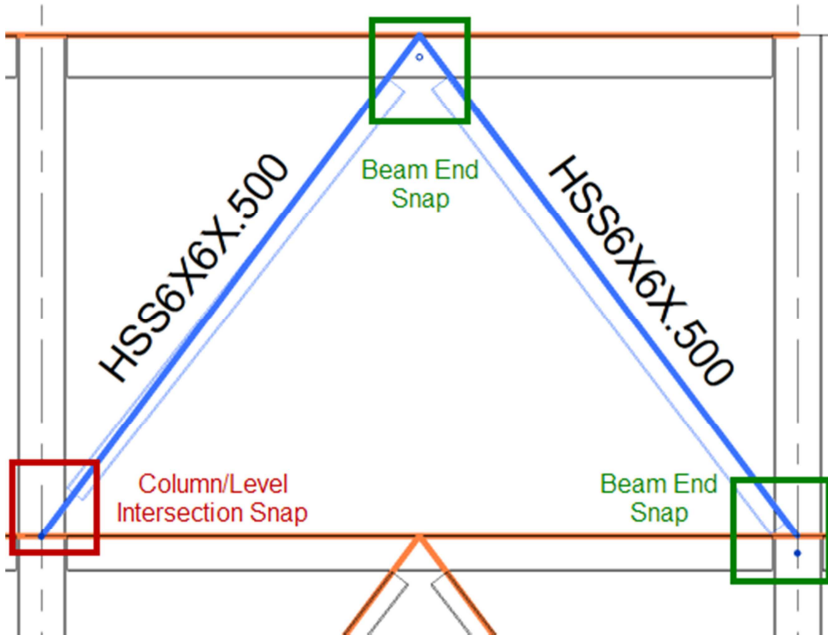 Beam End
Snap
HSS6X6X.500
HSS6X6X.500
Column/Level
Intersection Snap
Beam End
Snap